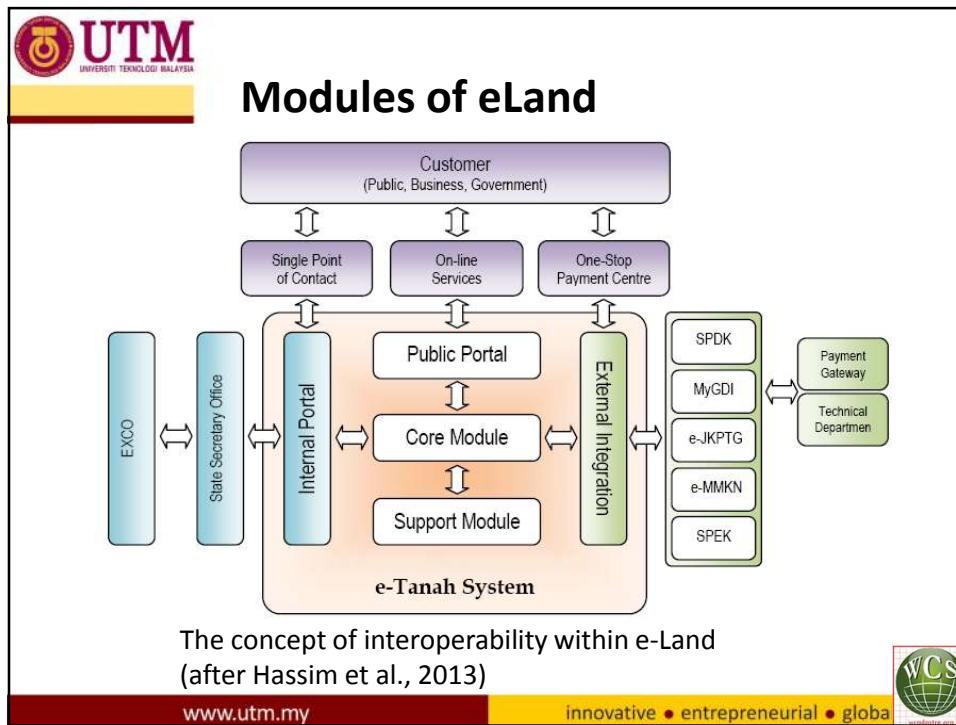 UTM
UNIVERSITI TEKNOLOGI MALAYSIA
Modules of eLand
Customer
(Public, Business, Government)
Single Point
of Contact
On-line
Services
One-Stop
Payment Centre
EXCO
State Secretary Office
Internal Portal
Public Portal
Core Module
Support Module
External Integration
SPDK
MyGDI
e-JKPTG
e-MMKN
SPEK
Payment
Gateway
Technical
Departmen
e-Tanah System
The concept of interoperability within e-Land
(after Hassim et al., 2013)
WCS
www.utm.my
innovative ● entrepreneurial ● globa